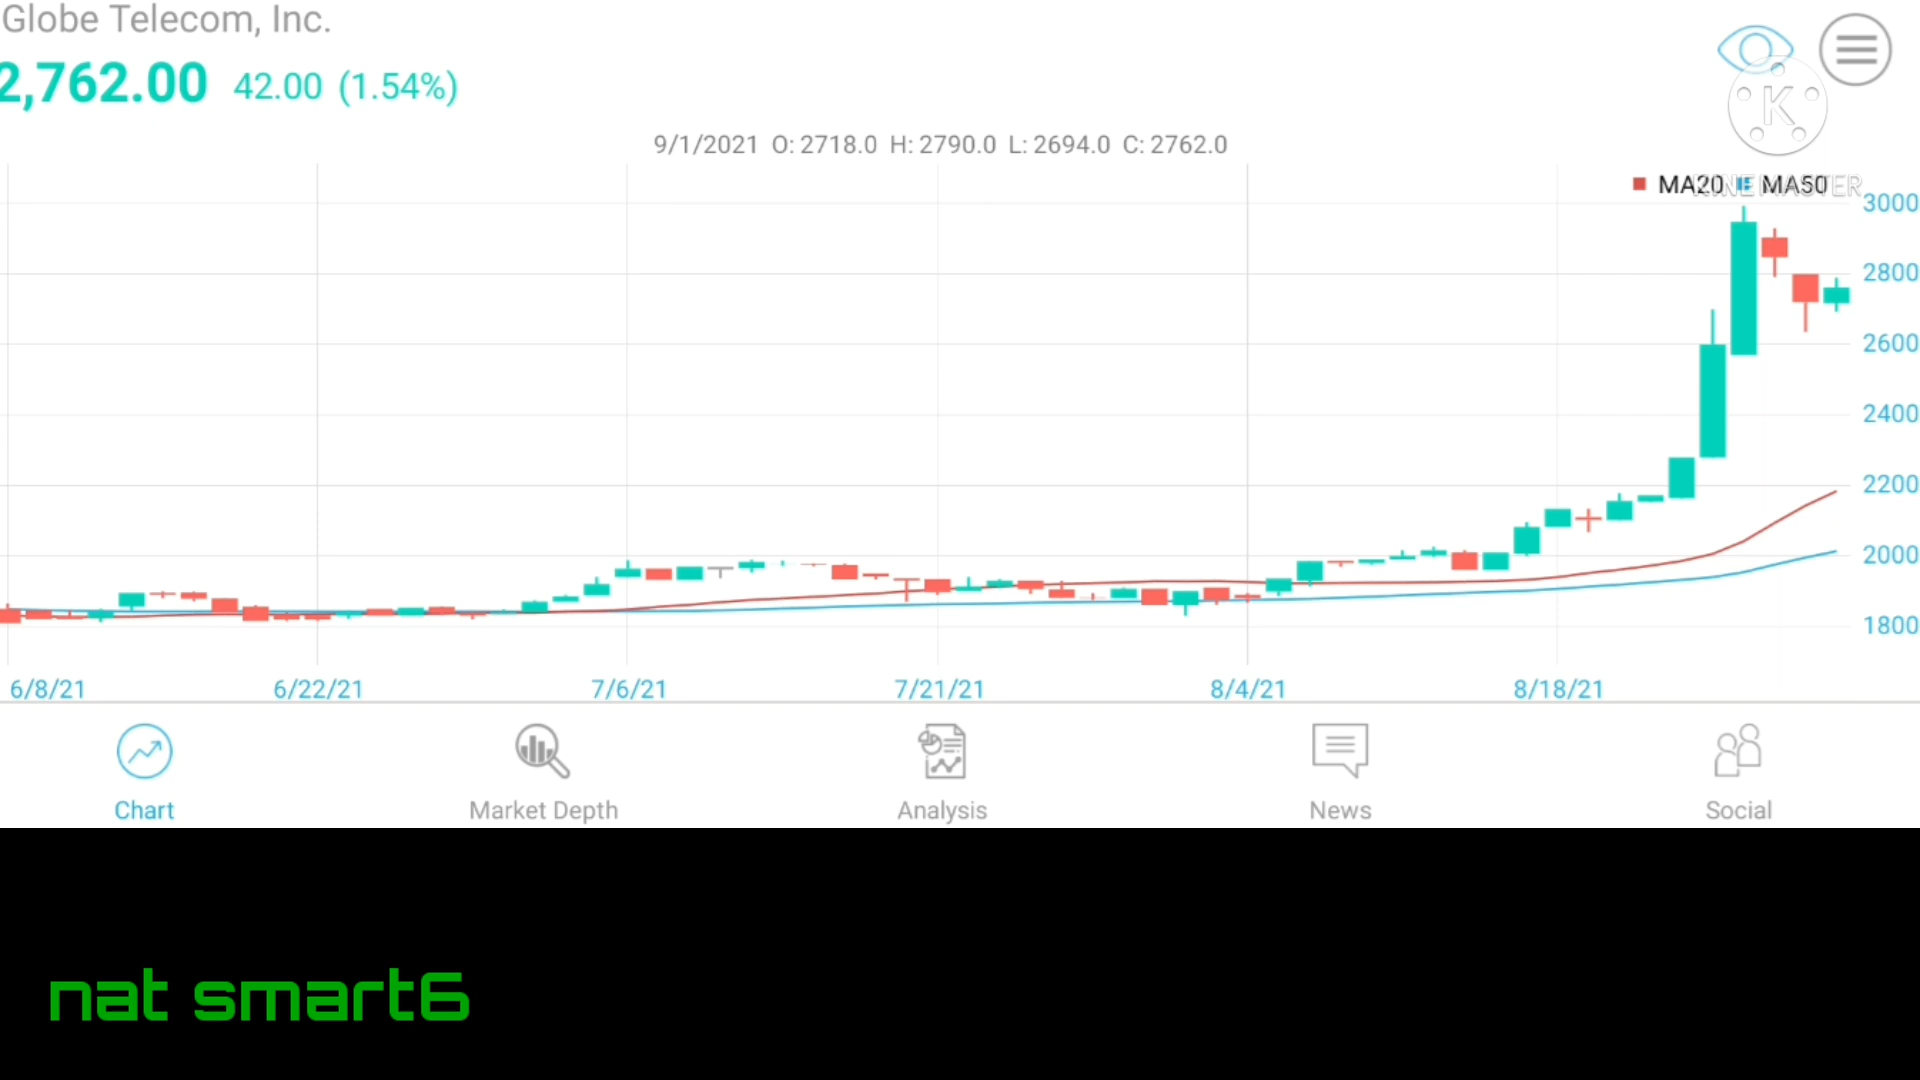 Globe Telecom, Inc.
2,762.00 42.00 (1.54%)
9/1/2021 O: 2718.0 H: 2790.0 L: 2694.0 C: 2762.0
K
MA20 MA50
KINEMASTER
3000
2800
2600
2400
2200
2000
1800
6/8/21 6/22/21 7/6/21 7/21/21 8/4/21 8/18/21
Chart Market Depth Analysis News Social
nat smart6